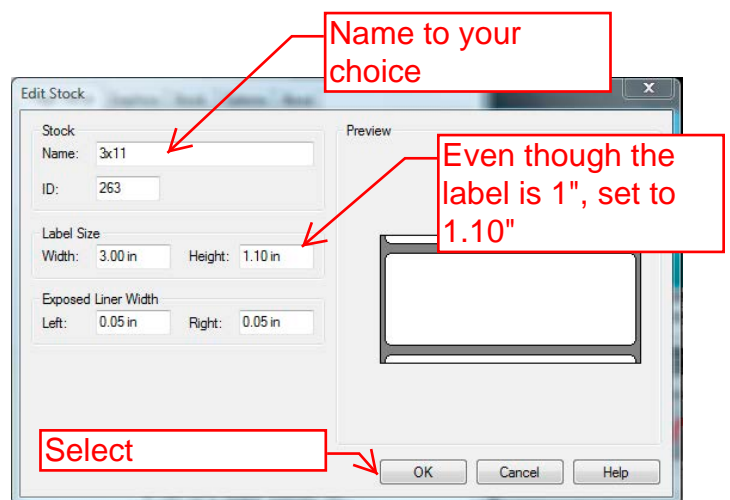 Name to your
choice
Edit Stock
X
Stock
Name: 3x11
ID: 263
Preview
Even though the
label is 1", set to
1.10"
Label Size
Width: 3.00 in Height: 1.10 in
Exposed Liner Width
Left: 0.05 in Right: 0.05 in
Select
OK Cancel Help